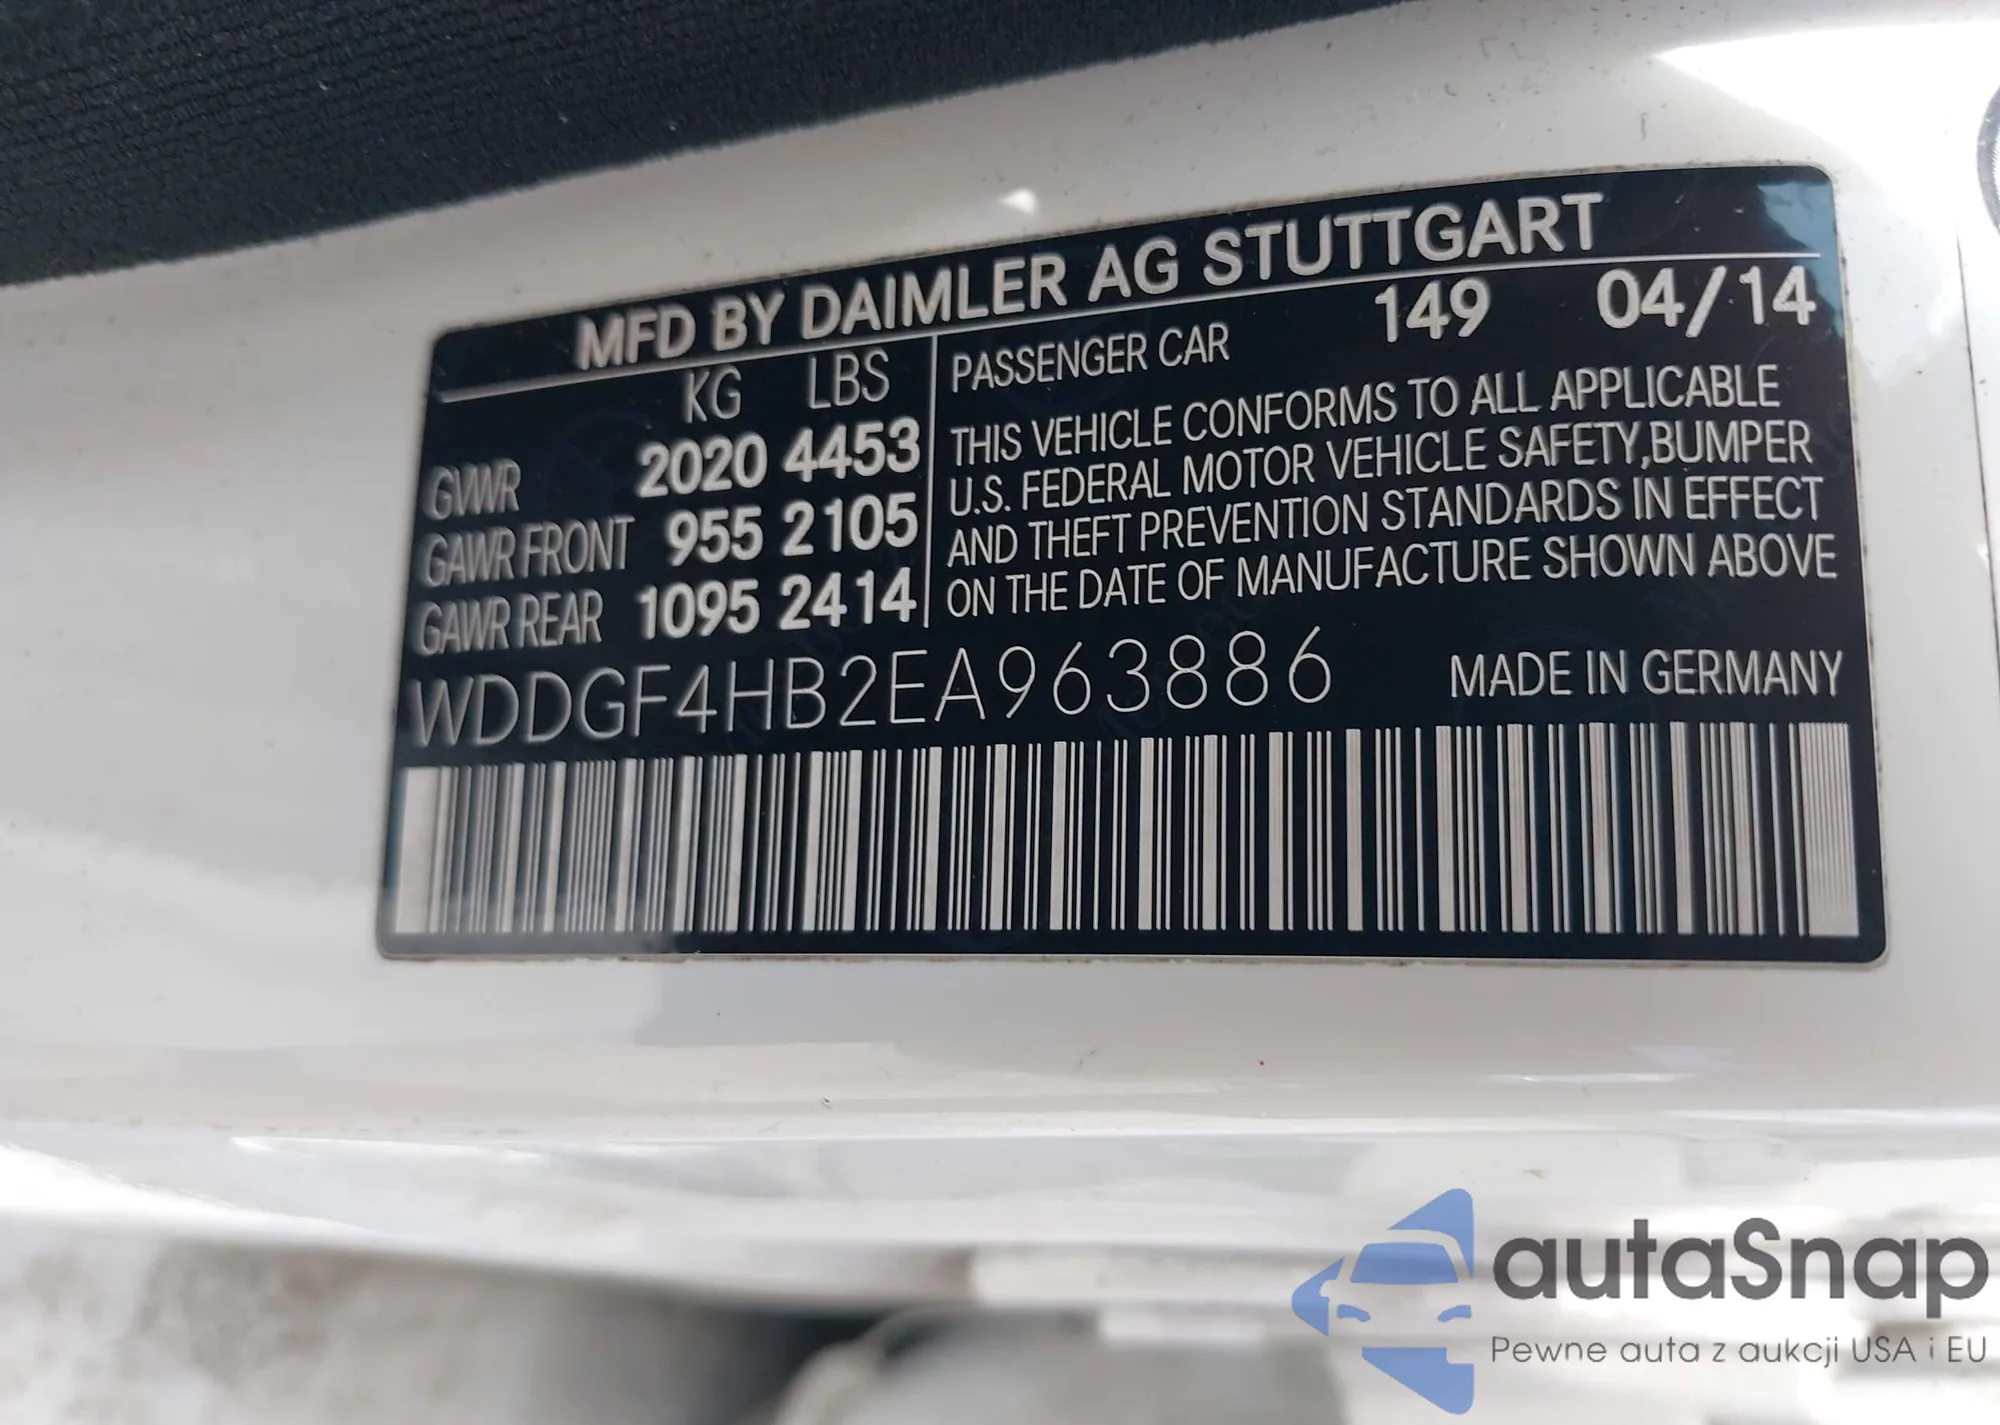 MFD BY DAIMLER AG STUTTGART
KG LBS
GVWR 2020 4453
GAWR FRONT 955 2105
GAWR REAR 1095 2414
PASSENGER CAR 149 04/14
THIS VEHICLE CONFORMS TO ALL APPLICABLE
U.S. FEDERAL MOTOR VEHICLE SAFETY,BUMPER
AND THEFT PREVENTION STANDARDS IN EFFECT
ON THE DATE OF MANUFACTURE SHOWN ABOVE
WDDGF4HB2EA963886 MADE IN GERMANY
autaSnap
Pewne auta z aukcji USA i EU